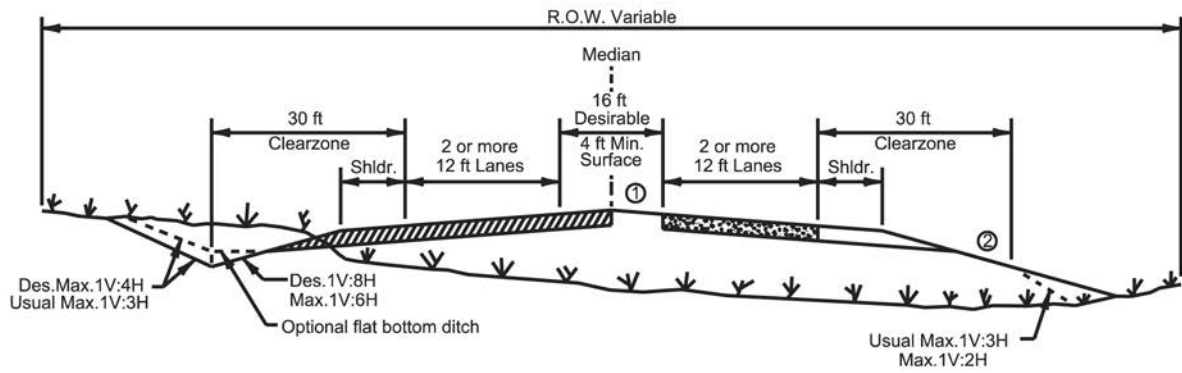 R.O.W. Variable
Median
30 ft
Clearzone
16 ft
Desirable
4 ft Min.
Surface
30 ft
Clearzone
Shldr.
2 or more
12 ft Lanes
2 or more
12 ft Lanes
Shldr.
①
②
Des.Max.1V:4H
Usual Max.1V:3H
Des.1V:8H
Max.1V:6H
Optional flat bottom ditch
Usual Max.1V:3H
Max.1V:2H